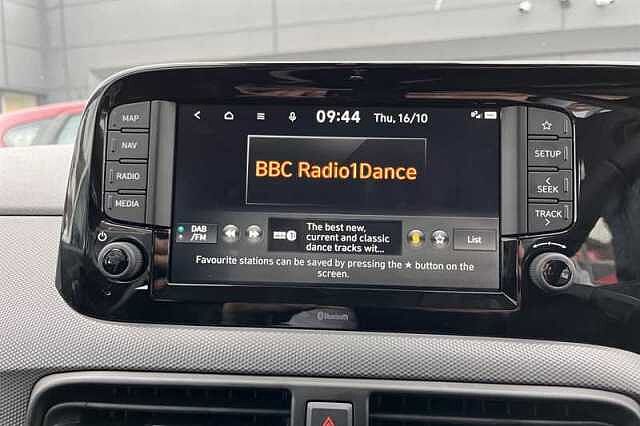 MAP
NAV
RADIO
MEDIA
09:44 Thu, 16/10
BBC Radio1Dance
DAB
/FM
The best new,
current and classic
dance tracks wit...
List
Favourite stations can be saved by pressing the ★ button on the
screen.
SETUP
SEEK
TRACK
Bluetooth